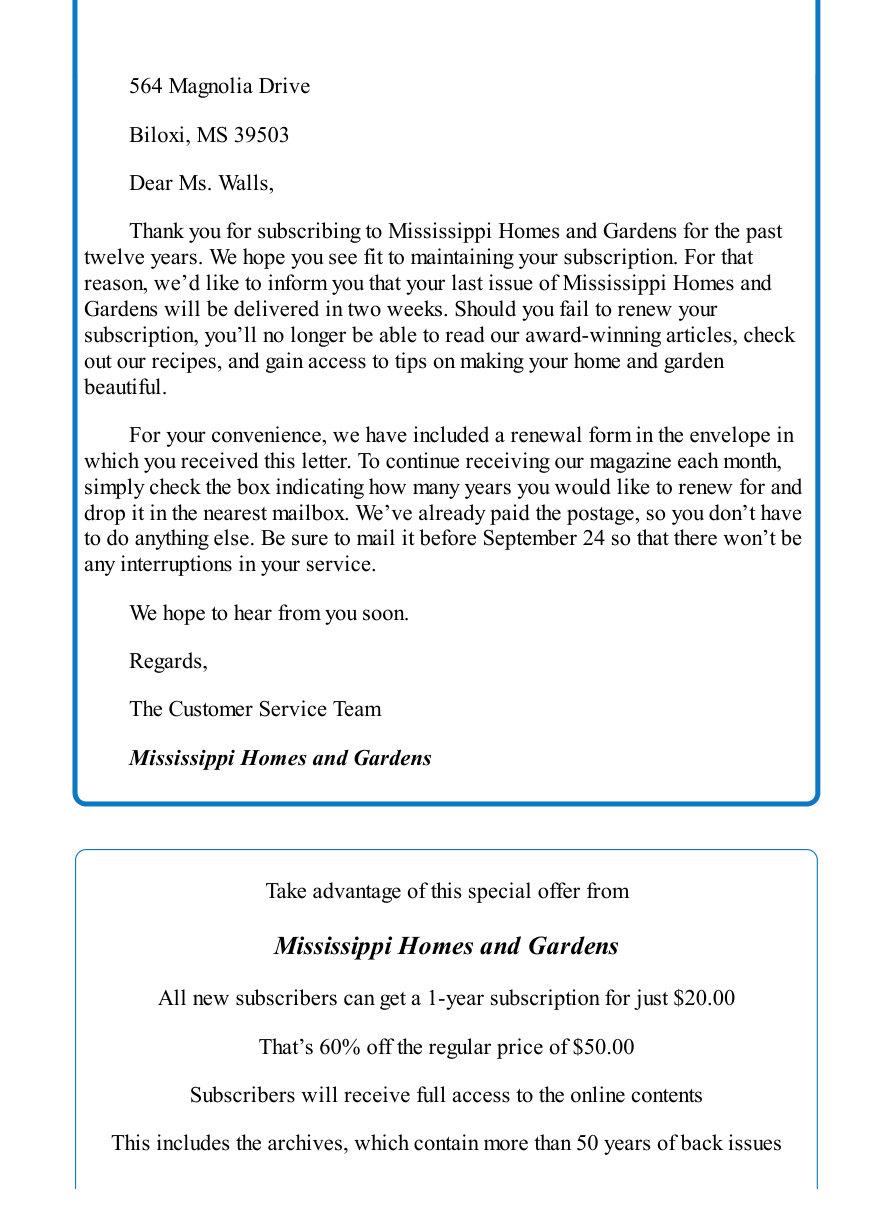 564 Magnolia Drive
Biloxi, MS 39503
Dear Ms. Walls,
Thank you for subscribing to Mississippi Homes and Gardens for the past
twelve years. We hope you see fit to maintaining your subscription. For that
reason, we’d like to inform you that your last issue of Mississippi Homes and
Gardens will be delivered in two weeks. Should you fail to renew your
subscription, you’ll no longer be able to read our award-winning articles, check
out our recipes, and gain access to tips on making your home and garden
beautiful.
For your convenience, we have included a renewal form in the envelope in
which you received this letter. To continue receiving our magazine each month,
simply check the box indicating how many years you would like to renew for and
drop it in the nearest mailbox. We’ve already paid the postage, so you don’t have
to do anything else. Be sure to mail it before September 24 so that there won’t be
any interruptions in your service.
We hope to hear from you soon.
Regards,
The Customer Service Team
Mississippi Homes and Gardens
Take advantage of this special offer from
Mississippi Homes and Gardens
All new subscribers can get a 1-year subscription for just $20.00
That’s 60% off the regular price of $50.00
Subscribers will receive full access to the online contents
This includes the archives, which contain more than 50 years of back issues